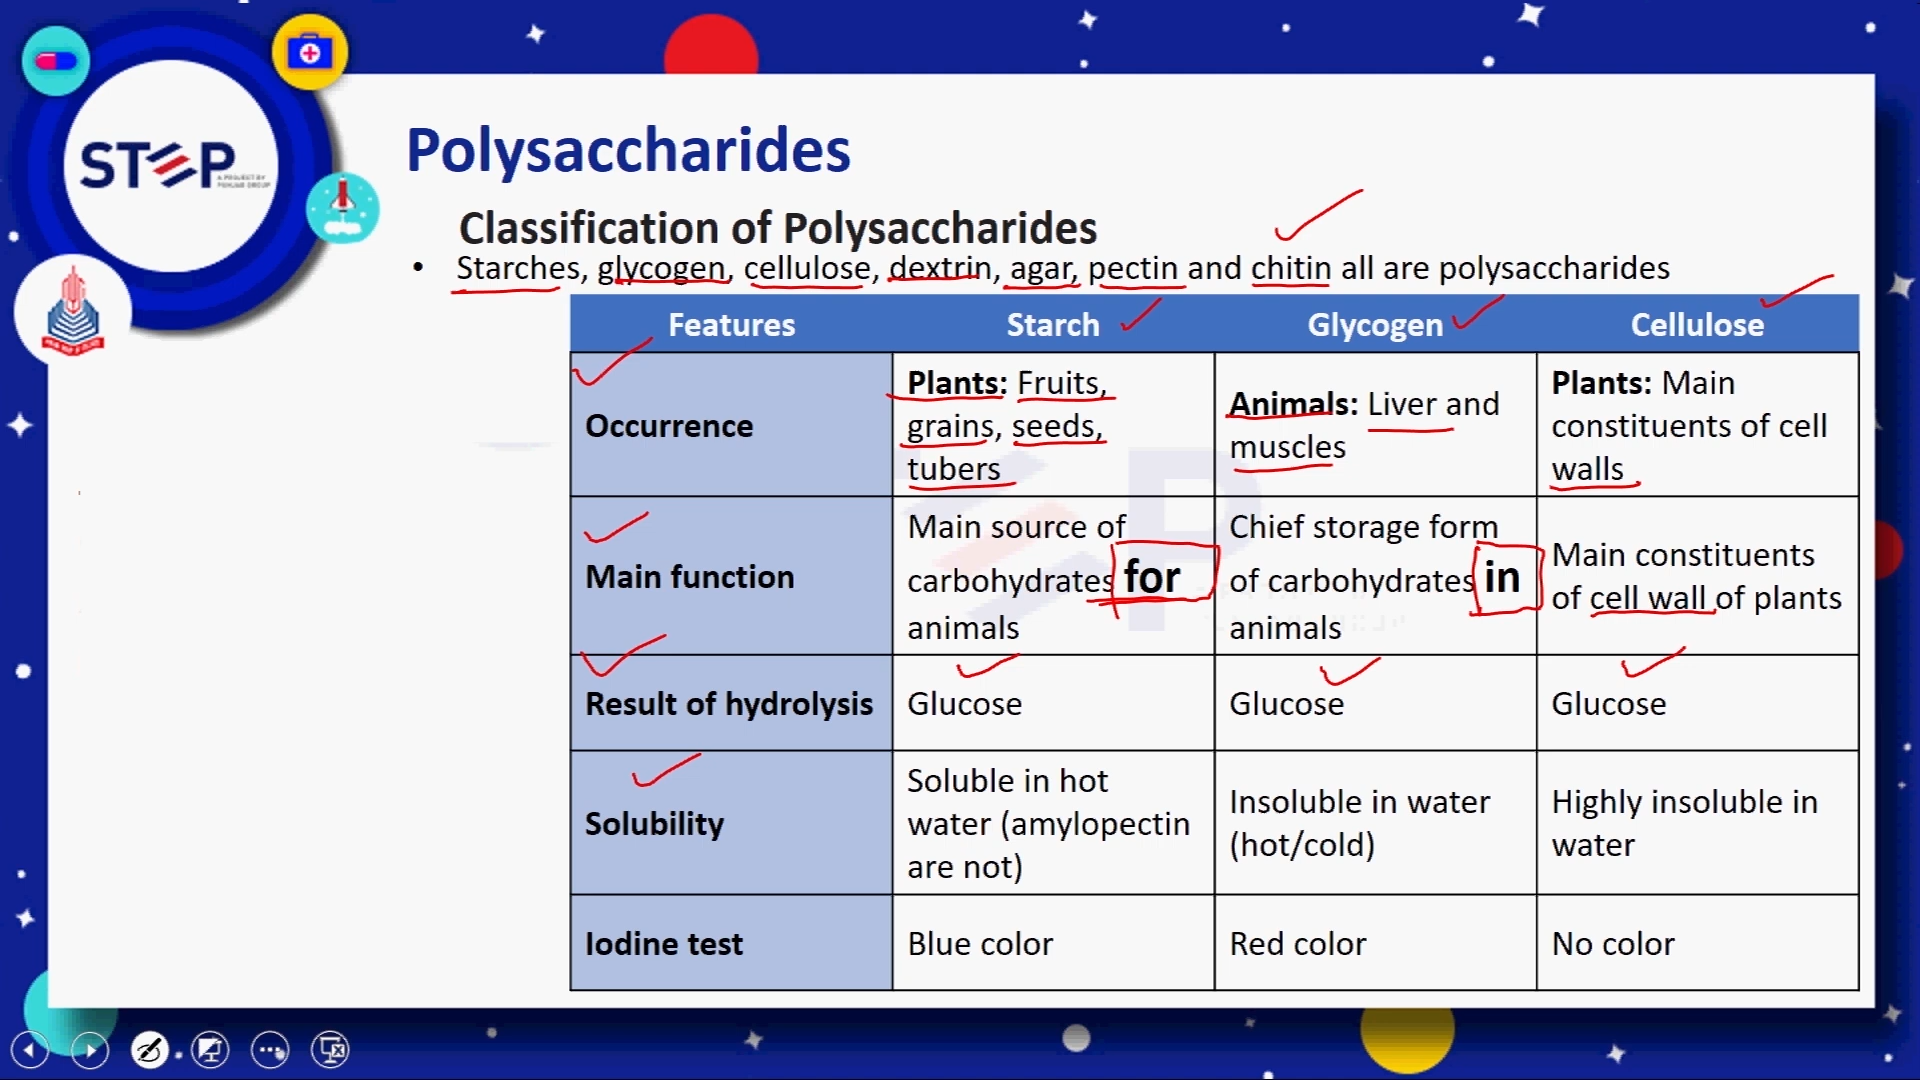 STEP
A PROJECT BY
PUNJAB GROUP
Polysaccharides
Classification of Polysaccharides
• Starches, glycogen, cellulose, dextrin, agar, pectin and chitin all are polysaccharides
Features Starch Glycogen Cellulose
Occurrence
Plants: Fruits,
grains, seeds,
tubers
Animals: Liver and
muscles
Plants: Main
constituents of cell
walls
Main function
Main source of
carbohydrates for
animals
Chief storage form
of carbohydrates in
animals
Main constituents
of cell wall of plants
Result of hydrolysis Glucose Glucose Glucose
Solubility
Soluble in hot
water (amylopectin
are not)
Insoluble in water
(hot/cold)
Highly insoluble in
water
Iodine test Blue color Red color No color